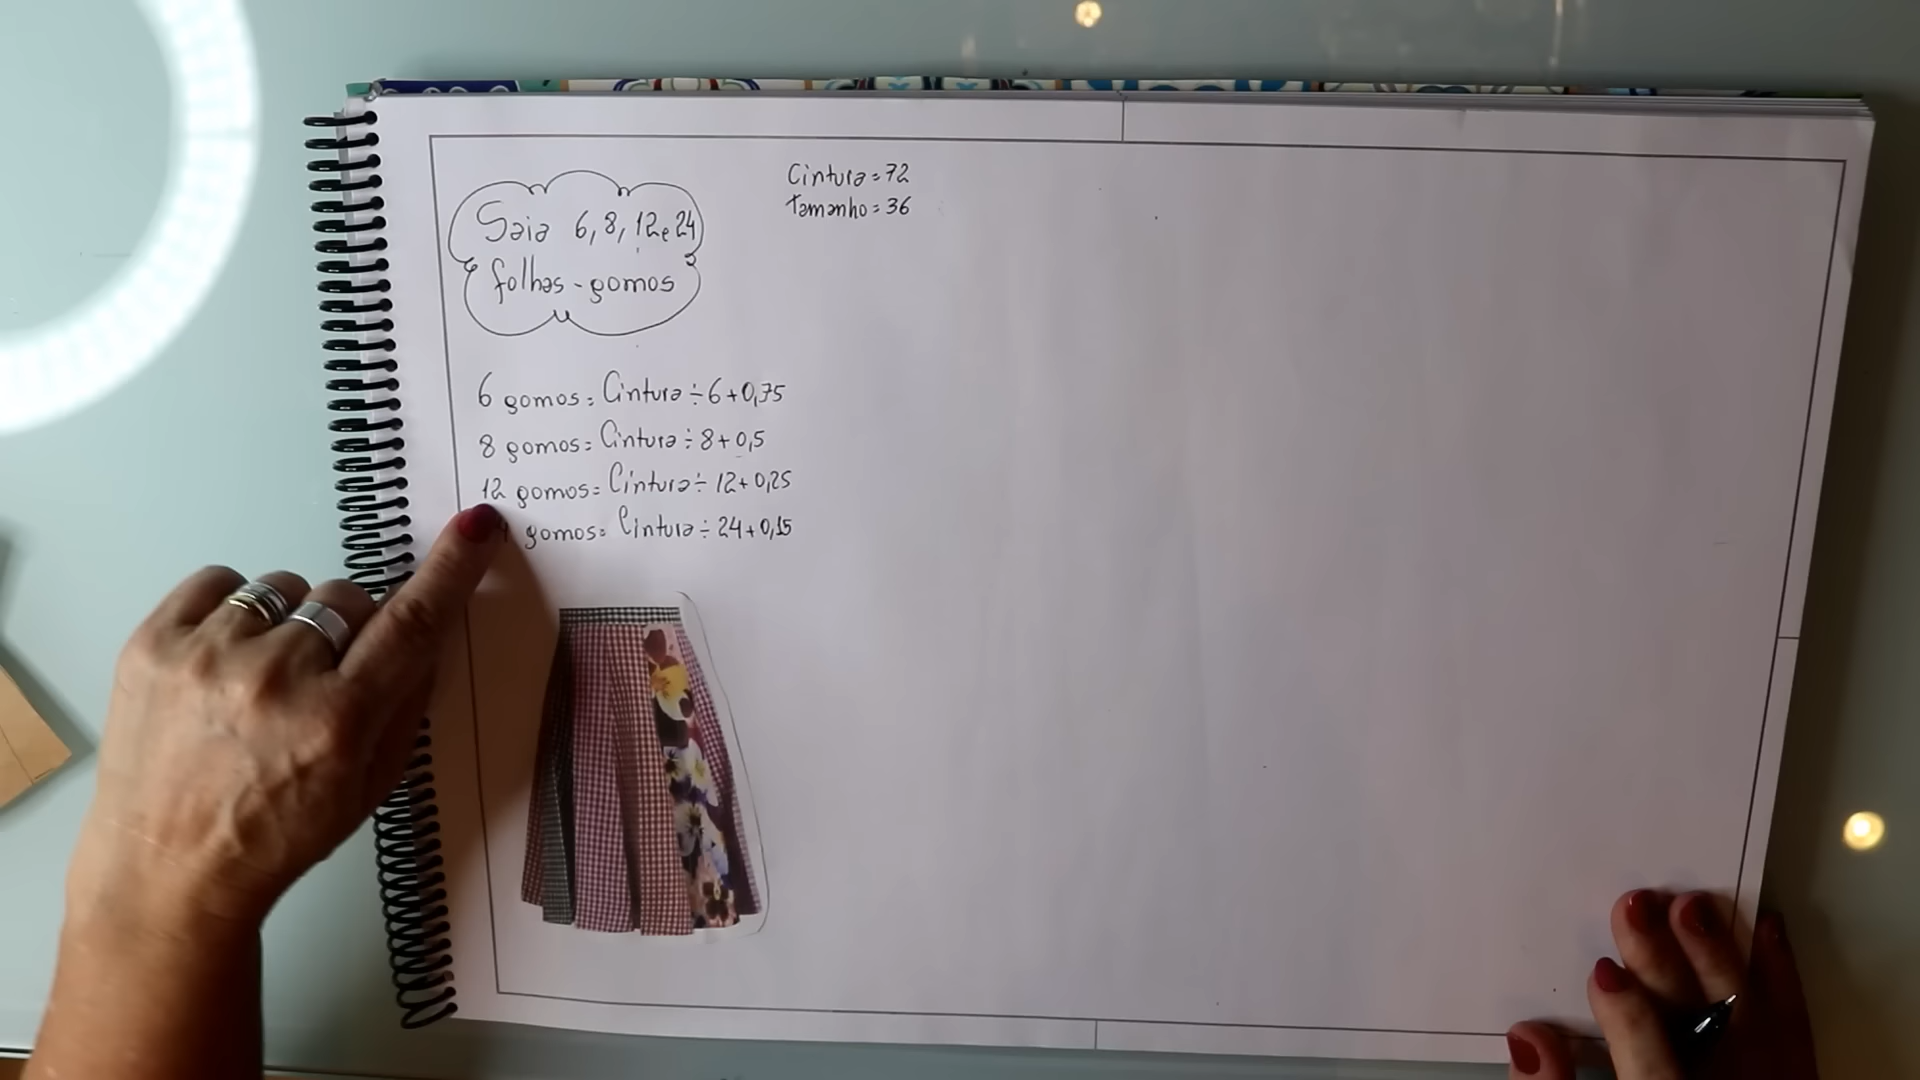 Saia 6, 8, 12 e 24
folhas - gomos
Cintura = 72
Tamanho = 36
6 gomos = Cintura ÷ 6 + 0,75
8 gomos = Cintura ÷ 8 + 0,5
12 gomos = Cintura ÷ 12 + 0,25
4 gomos = Cintura ÷ 24 + 0,15